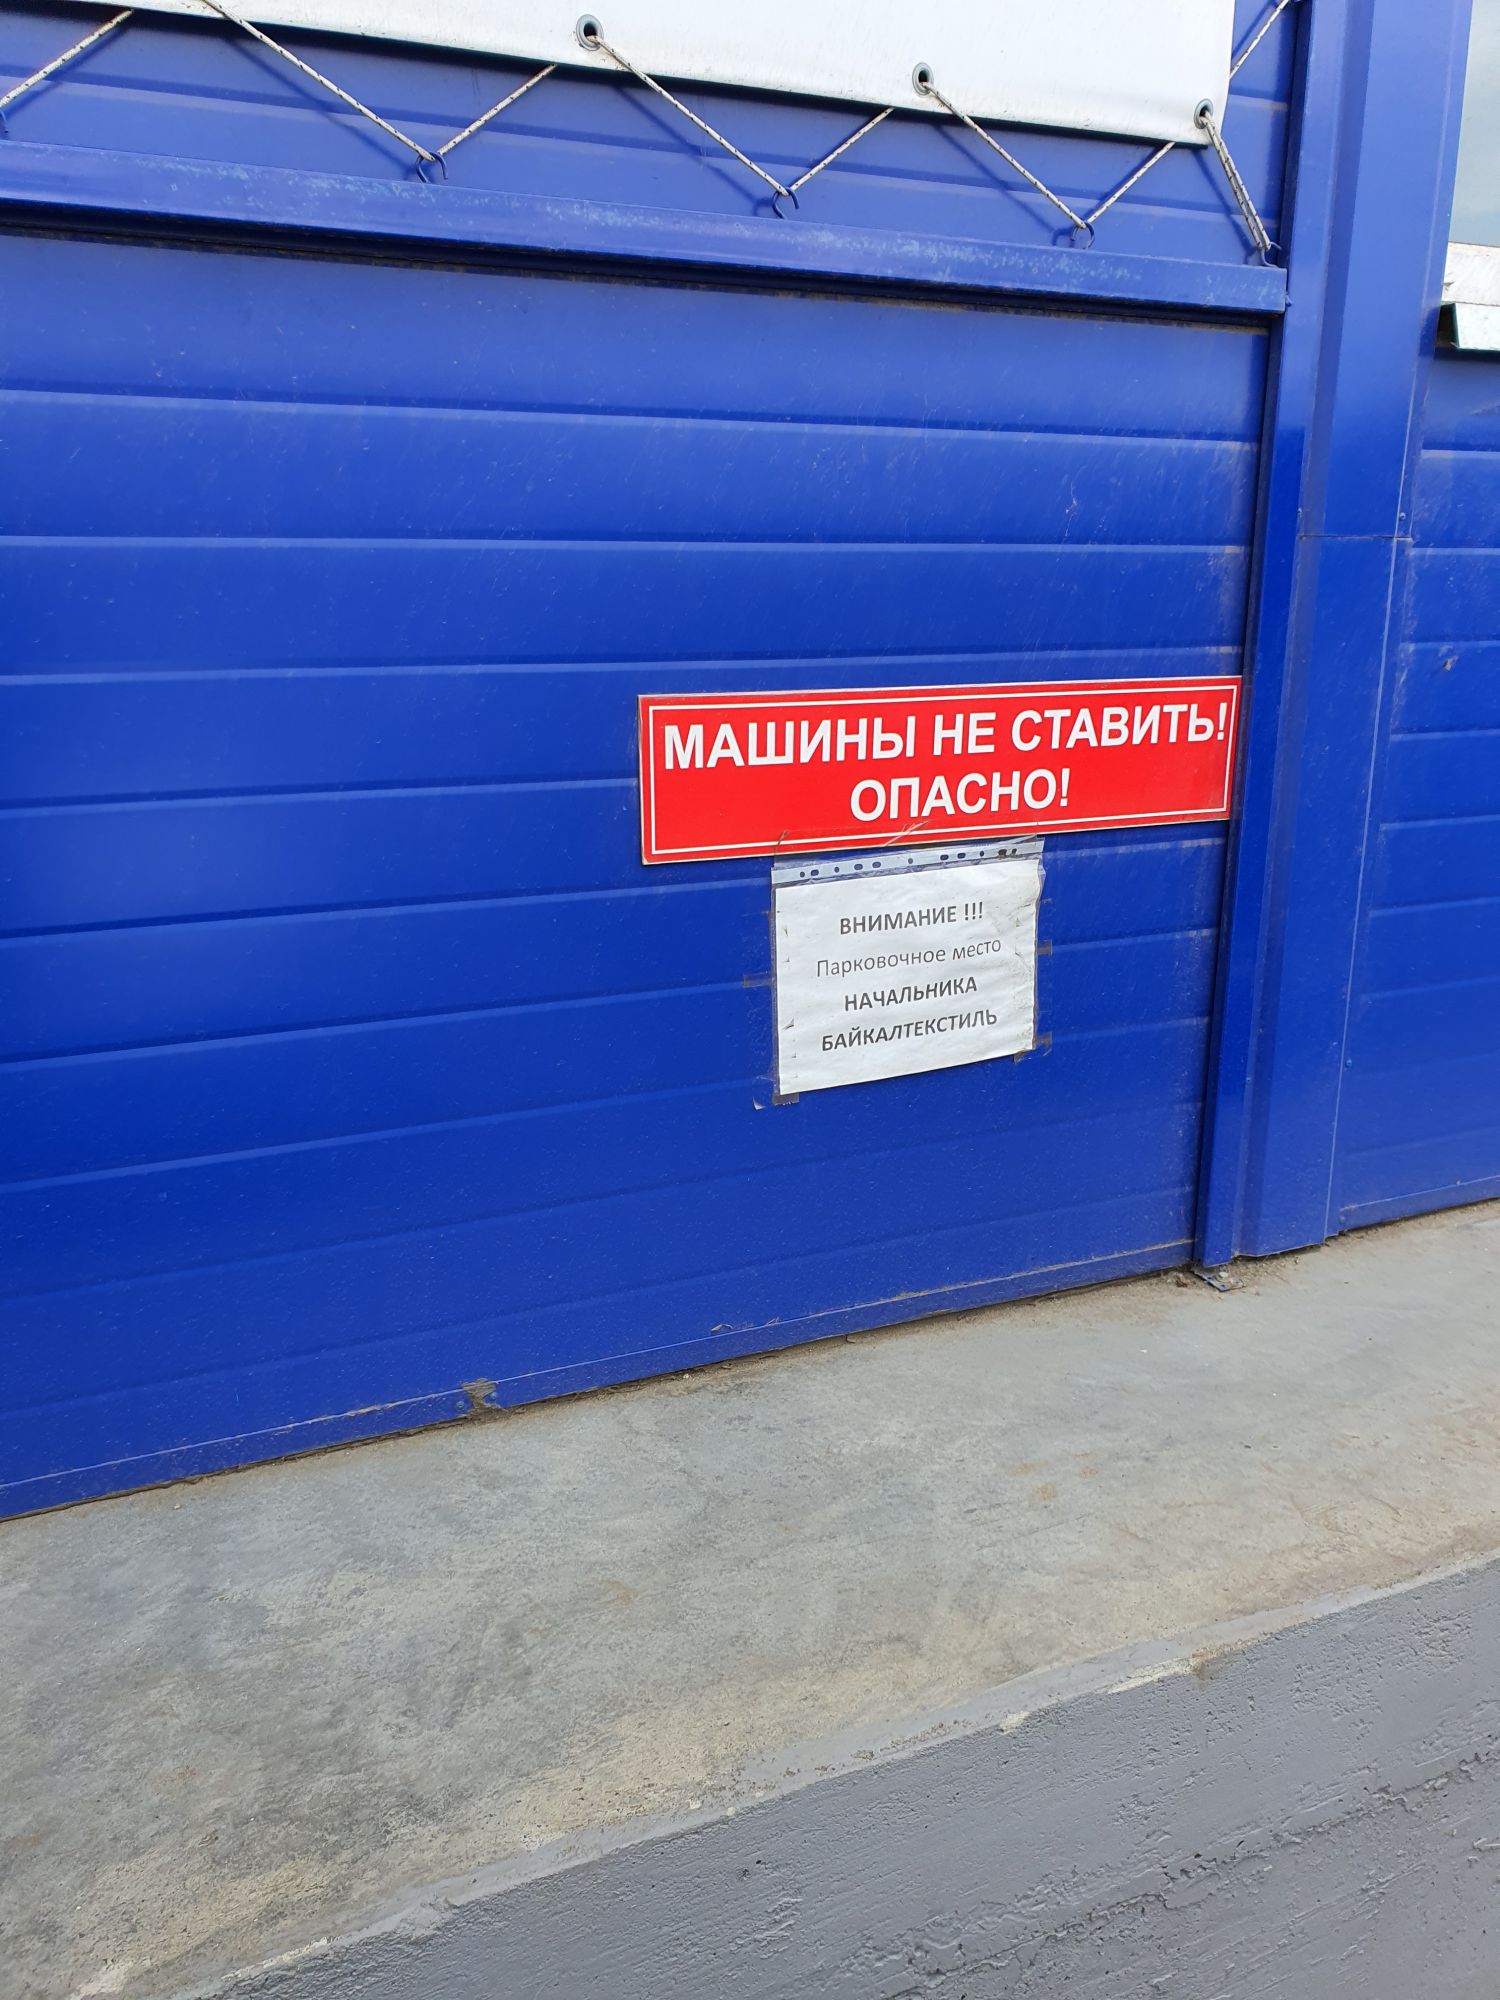 МАШИНЫ НЕ СТАВИТЬ!
ОПАСНО!
ВНИМАНИЕ !!!
Парковочное место
НАЧАЛЬНИКА
БАЙКАЛТЕКСТИЛЬ